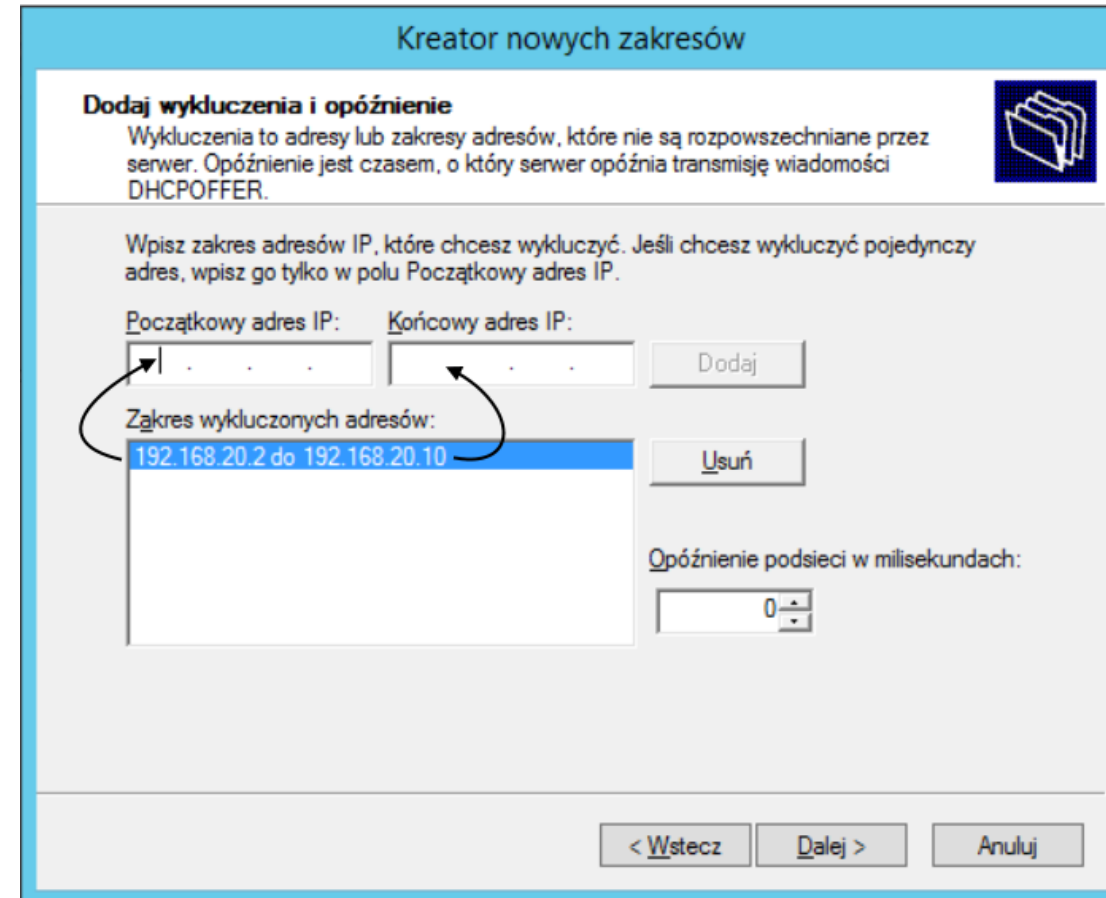 Kreator nowych zakresów
Dodaj wykluczenia i opóźnienie
Wykluczenia to adresy lub zakresy adresów, które nie są rozpowszechniane przez
serwer. Opóźnienie jest czasem, o który serwer opóźnia transmisję wiadomości
DHCPOFFER.
Wpisz zakres adresów IP, które chcesz wykluczyć. Jeśli chcesz wykluczyć pojedynczy
adres, wpisz go tylko w polu Początkowy adres IP.
Początkowy adres IP: Końcowy adres IP:
. . . . . . Dodaj
Zakres wykluczonych adresów:
192.168.20.2 do 192.168.20.10 Usuń
Opóźnienie podsieci w milisekundach:
0
< Wstecz Dalej > Anuluj